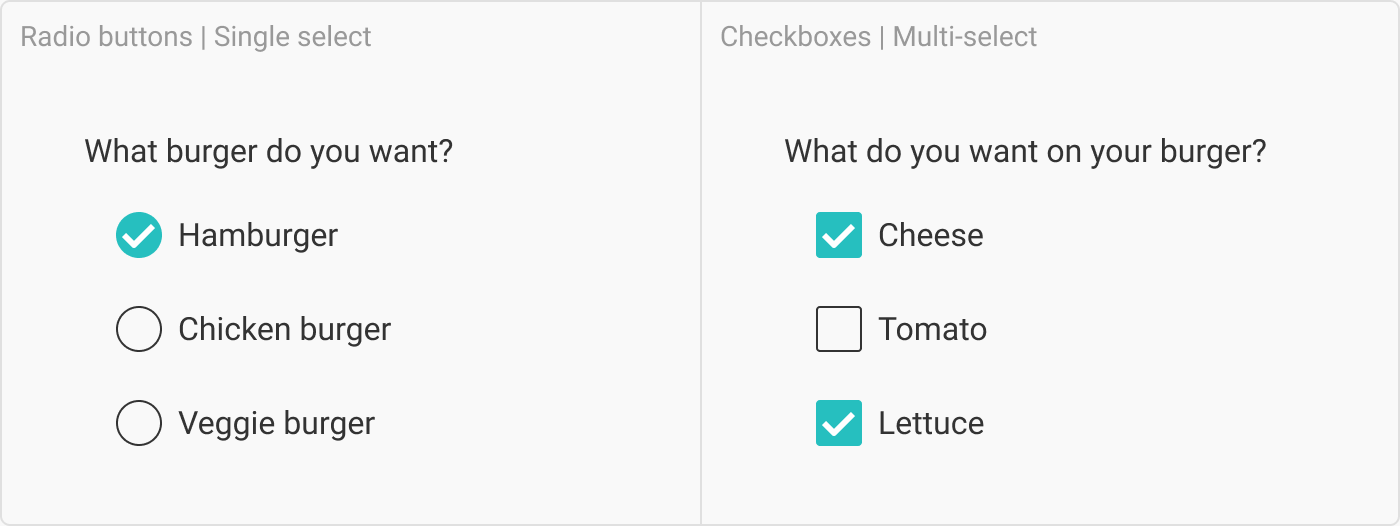 Radio buttons | Single select
What burger do you want?
Hamburger
Chicken burger
Veggie burger
Checkboxes | Multi-select
What do you want on your burger?
Cheese
Tomato
Lettuce